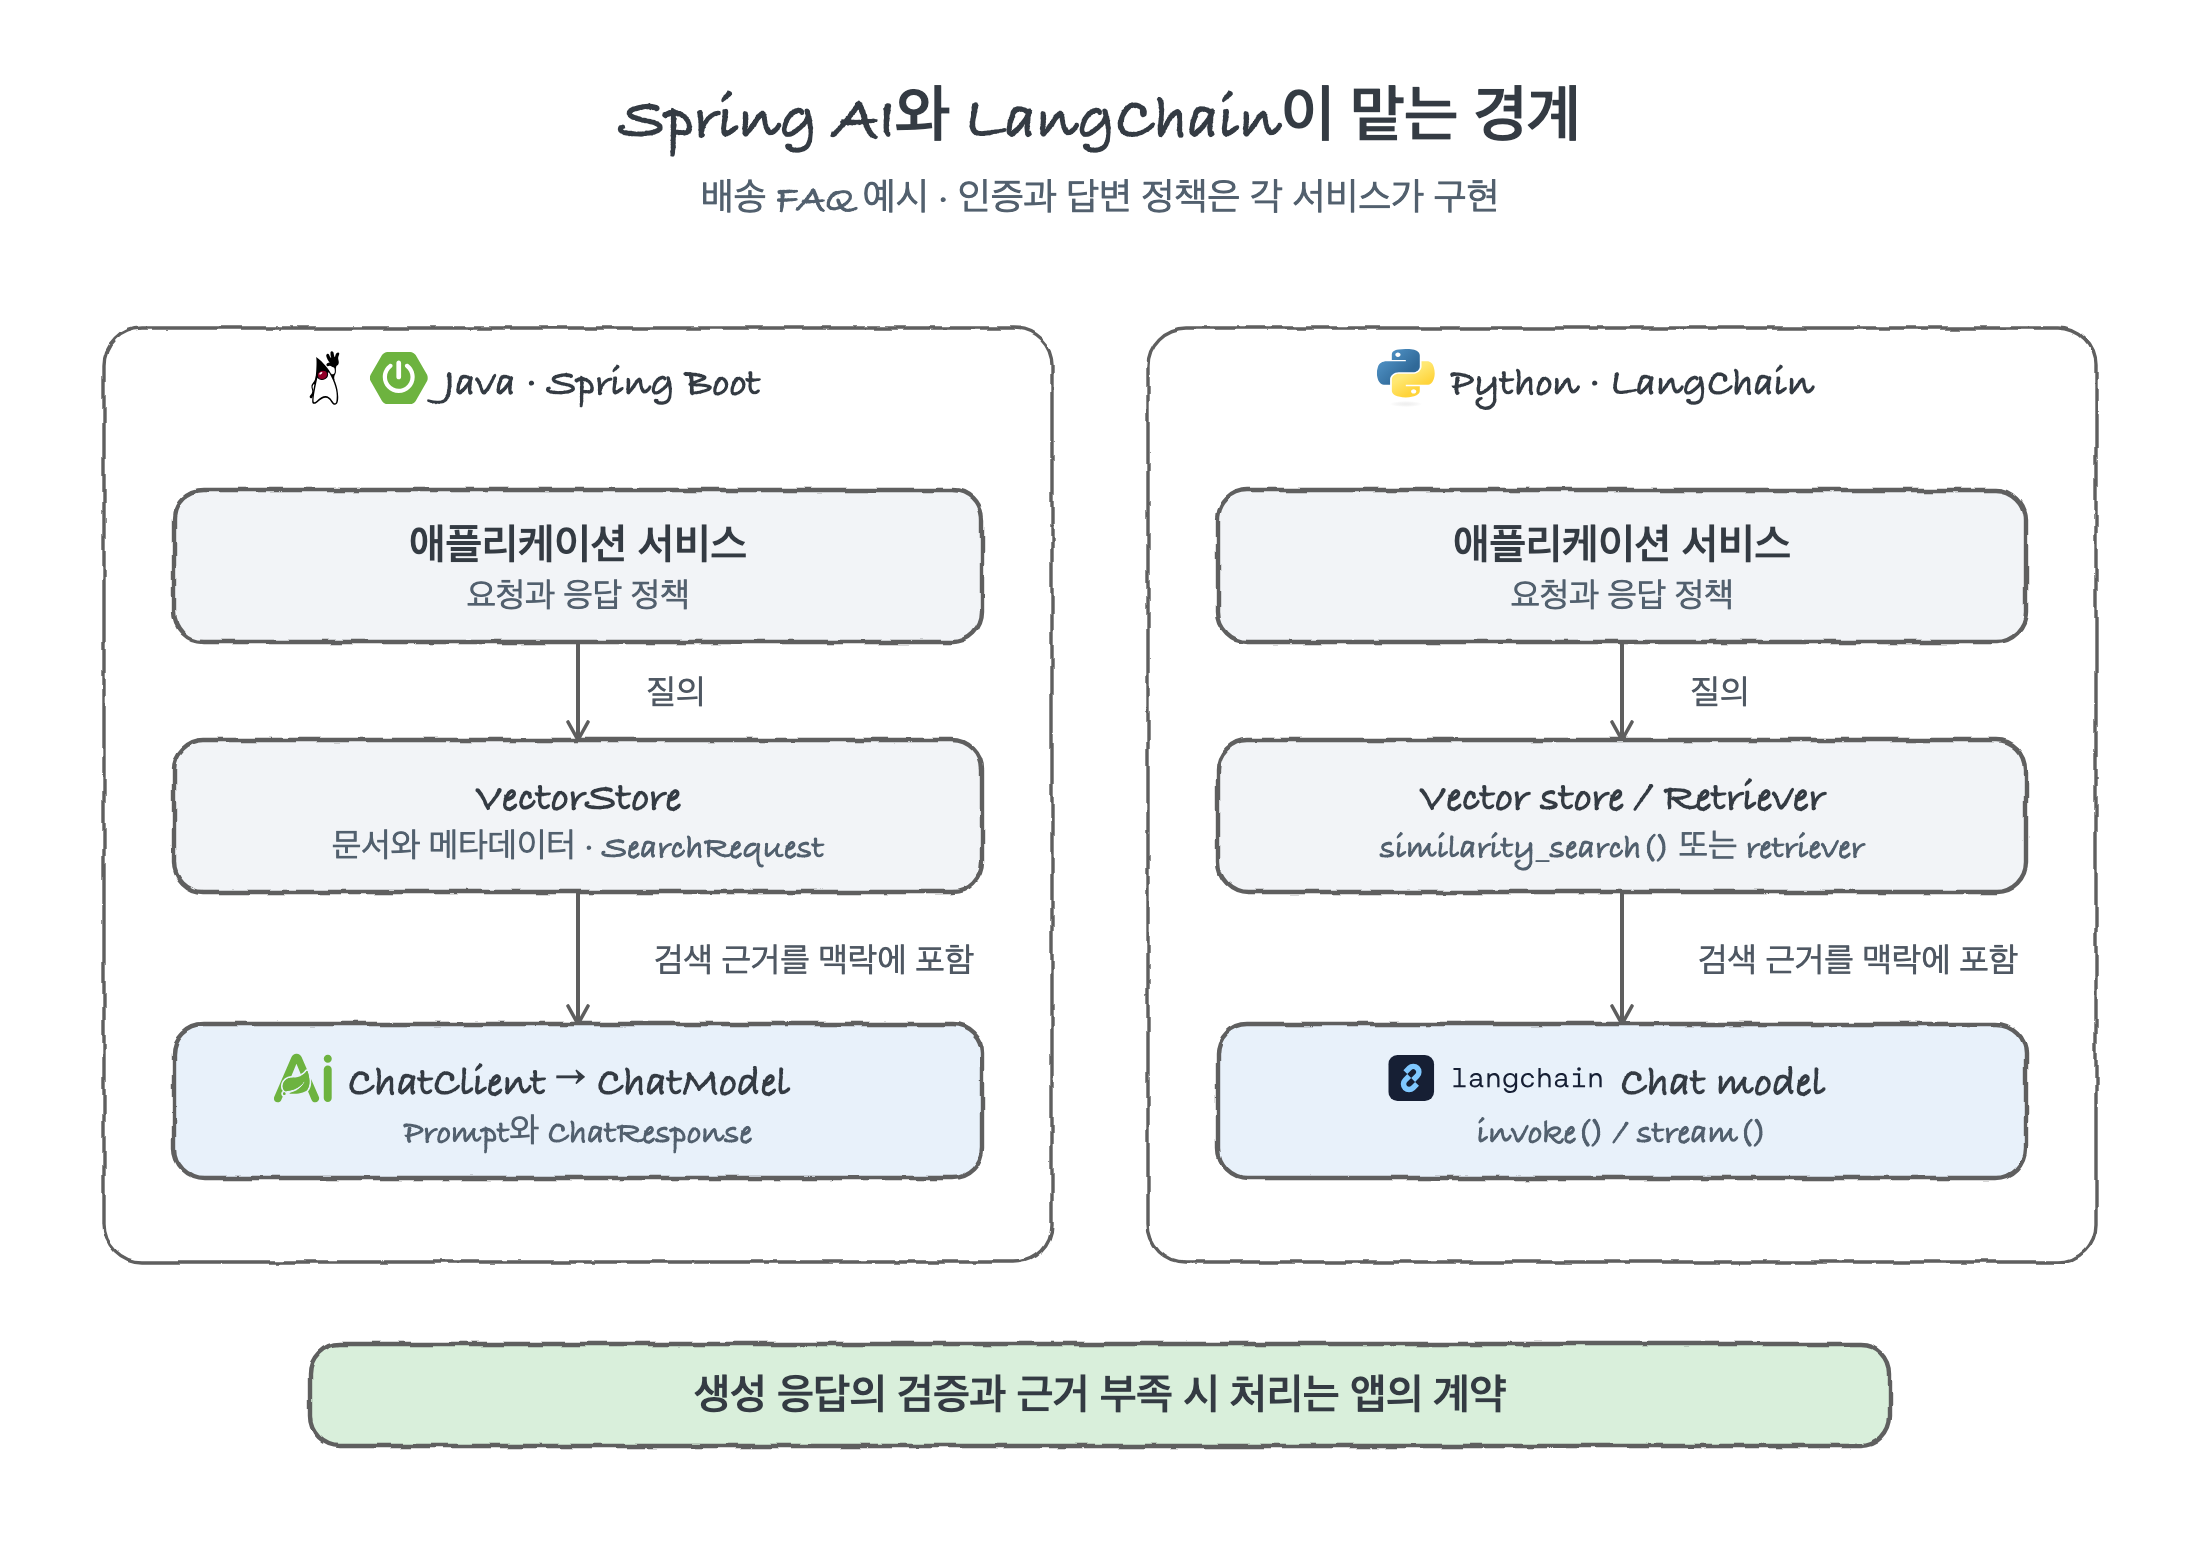 Spring AI와 LangChain이 맡는 경계
배송 FAQ 예시 · 인증과 답변 정책은 각 서비스가 구현
Java · Spring Boot
애플리케이션 서비스
요청과 응답 정책
질의
VectorStore
문서와 메타데이터 · SearchRequest
검색 근거를 맥락에 포함
Ai ChatClient → ChatModel
Prompt와 ChatResponse
Python · LangChain
애플리케이션 서비스
요청과 응답 정책
질의
Vector store / Retriever
similarity_search() 또는 retriever
검색 근거를 맥락에 포함
langchain Chat model
invoke() / stream()
생성 응답의 검증과 근거 부족 시 처리는 앱의 계약